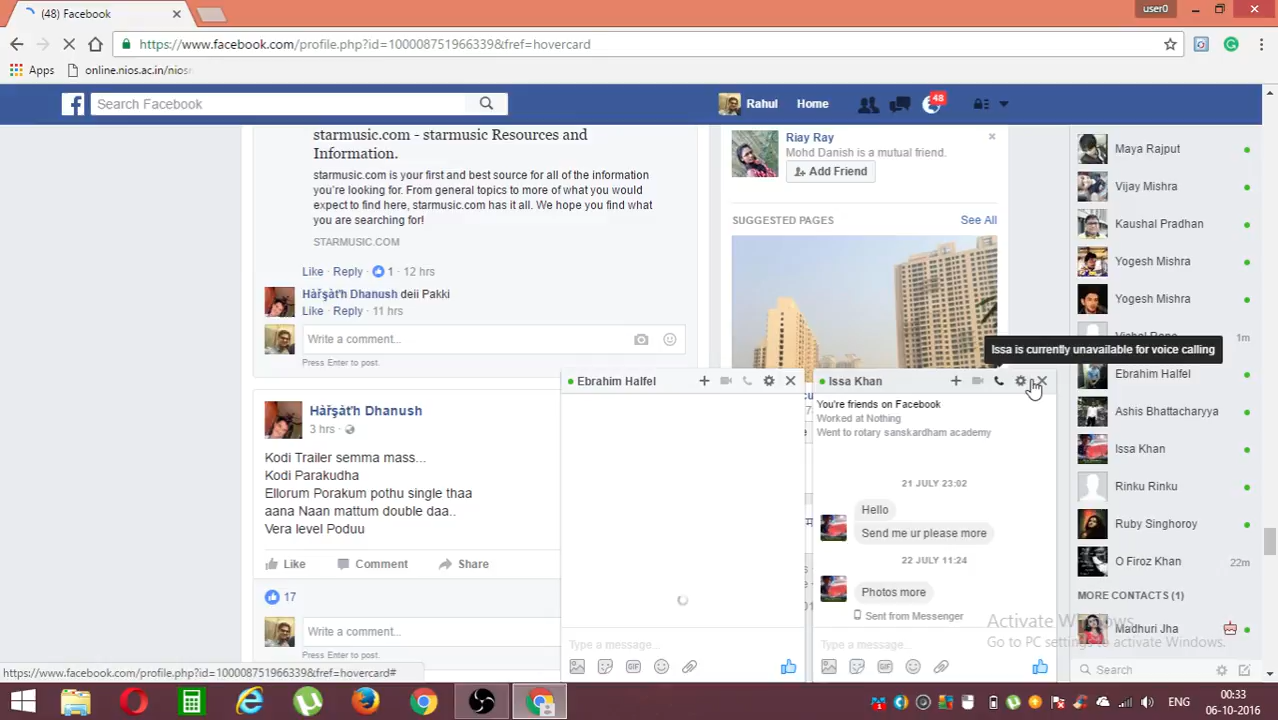 (48) Facebook
user0
https://www.facebook.com/profile.php?id=100008751966339&fref=hovercard
Apps
online.nios.ac.in/nios
Search Facebook
Rahul
Home
48
starmusic.com - starmusic Resources and
Information.
starmusic.com is your first and best source for all of the information
you're looking for. From general topics to more of what you would
expect to find here, starmusic.com has it all. We hope you find what
you are searching for!
STARMUSIC.COM
Like · Reply · 1 · 12 hrs
Hàřşàťh Dhanush deii Pakki
Like · Reply · 11 hrs
Write a comment...
Press Enter to post.
Hàřşàťh Dhanush
3 hrs ·
Kodi Trailer semma mass...
Kodi Parakudha
Ellorum Porakum pothu single thaa
aana Naan mattum double daa..
Vera level Poduu
Like
Comment
Share
17
Write a comment...
Press Enter to post.
https://www.facebook.com/profile.php?id=100008751966339&fref=hovercard#
Riay Ray
Mohd Danish is a mutual friend.
Add Friend
SUGGESTED PAGES
See All
Issa is currently unavailable for voice calling
Ebrahim Halfel
Type a message...
GIF
Issa Khan
You're friends on Facebook
Worked at Nothing
Went to rotary sanskardham academy
21 JULY 23:02
Hello
Send me ur please more
22 JULY 11:24
Photos more
Sent from Messenger
Type a message...
GIF
Maya Rajput
Vijay Mishra
Kaushal Pradhan
Yogesh Mishra
Yogesh Mishra
1m
Ebrahim Halfel
Ashis Bhattacharyya
Issa Khan
Rinku Rinku
Ruby Singhoroy
O Firoz Khan
22m
MORE CONTACTS (1)
Madhuri Jha
Activate Windows
Go to PC settings to activate Windows.
Search
ENG
00:33
06-10-2016